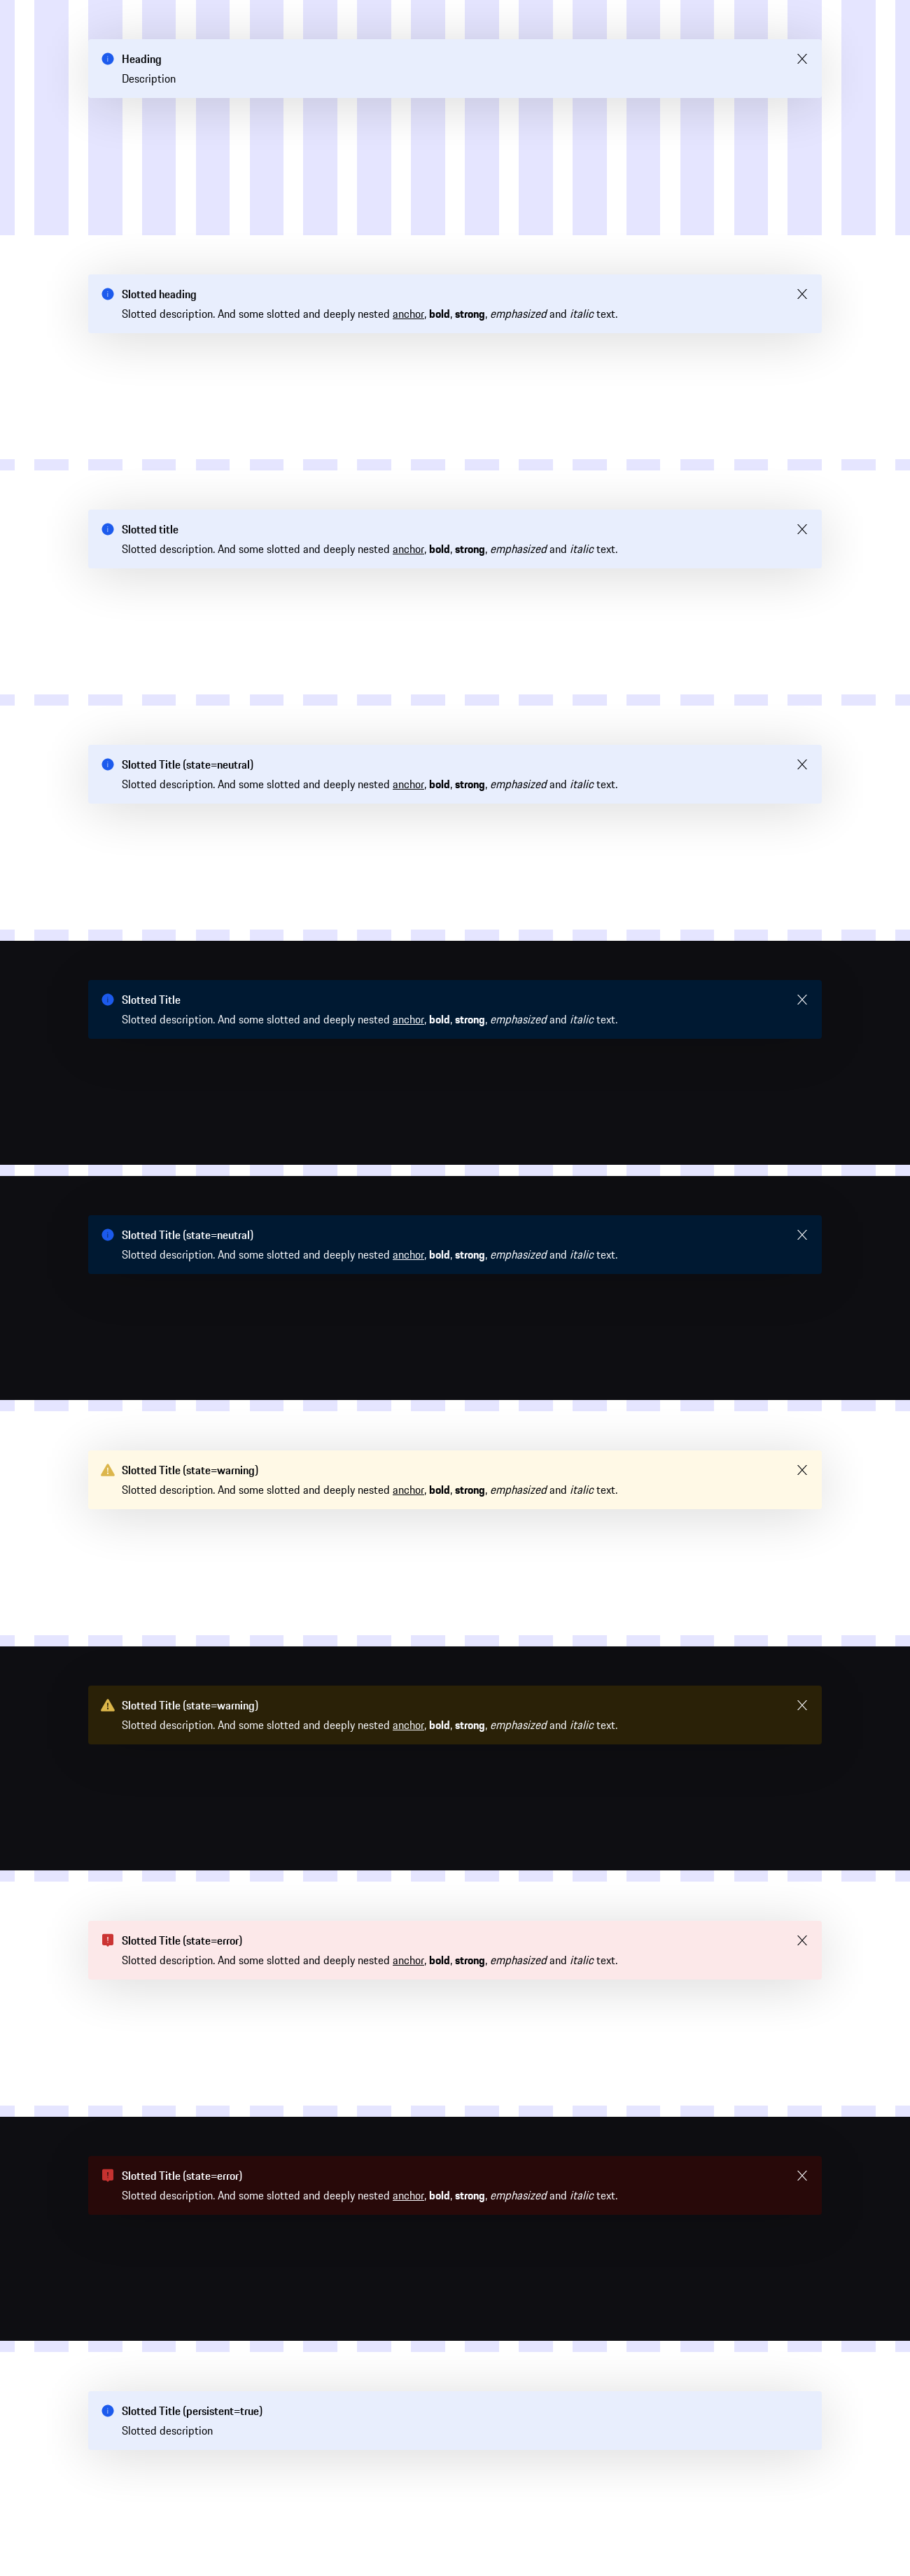 Heading
Description
Slotted heading
Slotted description. And some slotted and deeply nested anchor, bold, strong, emphasized and italic text.
Slotted title
Slotted description. And some slotted and deeply nested anchor, bold, strong, emphasized and italic text.
Slotted Title (state=neutral)
Slotted description. And some slotted and deeply nested anchor, bold, strong, emphasized and italic text.
Slotted Title
Slotted description. And some slotted and deeply nested anchor, bold, strong, emphasized and italic text.
Slotted Title (state=neutral)
Slotted description. And some slotted and deeply nested anchor, bold, strong, emphasized and italic text.
Slotted Title (state=warning)
Slotted description. And some slotted and deeply nested anchor, bold, strong, emphasized and italic text.
Slotted Title (state=warning)
Slotted description. And some slotted and deeply nested anchor, bold, strong, emphasized and italic text.
Slotted Title (state=error)
Slotted description. And some slotted and deeply nested anchor, bold, strong, emphasized and italic text.
Slotted Title (state=error)
Slotted description. And some slotted and deeply nested anchor, bold, strong, emphasized and italic text.
Slotted Title (persistent=true)
Slotted description